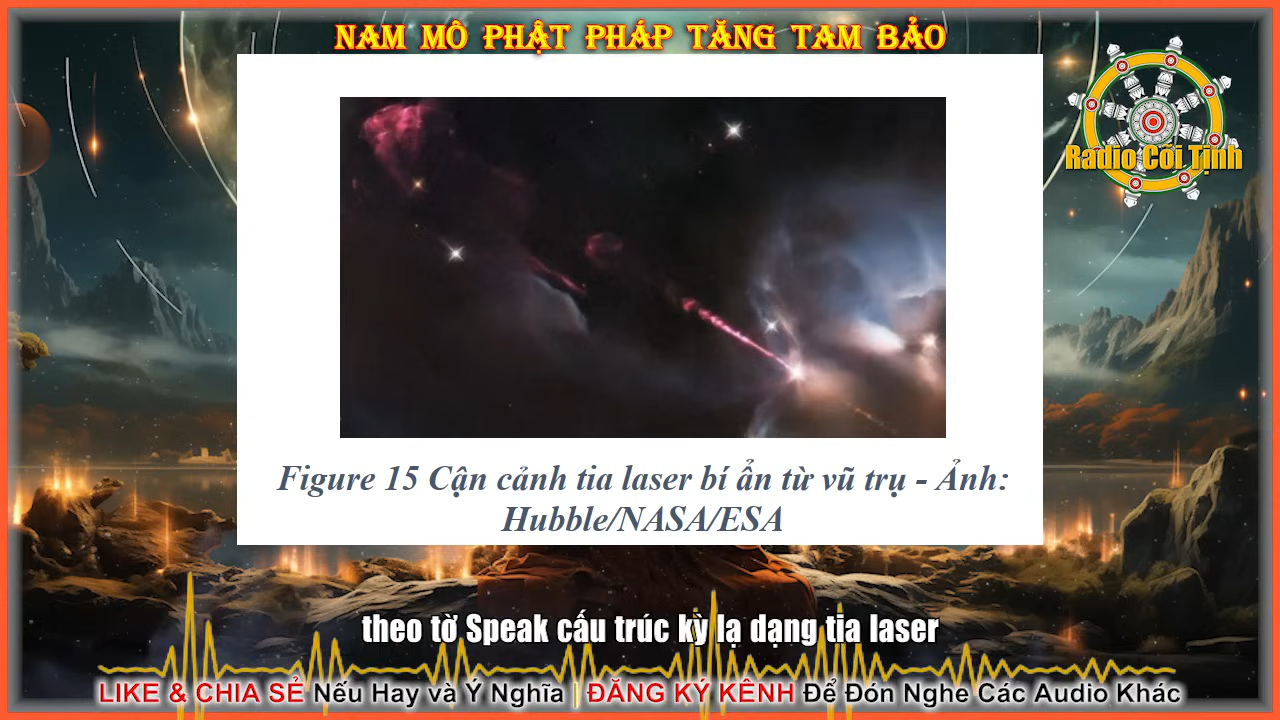 NAM MÔ PHẬT PHÁP TĂNG TAM BẢO
Radio Cõi Tịnh
Figure 15 Cận cảnh tia laser bí ẩn từ vũ trụ - Ảnh:
Hubble/NASA/ESA
theo tờ Speak cấu trúc kỳ lạ dạng tia laser
LIKE & CHIA SẺ Nếu Hay và Ý Nghĩa | ĐĂNG KÝ KÊNH Để Đón Nghe Các Audio Khác